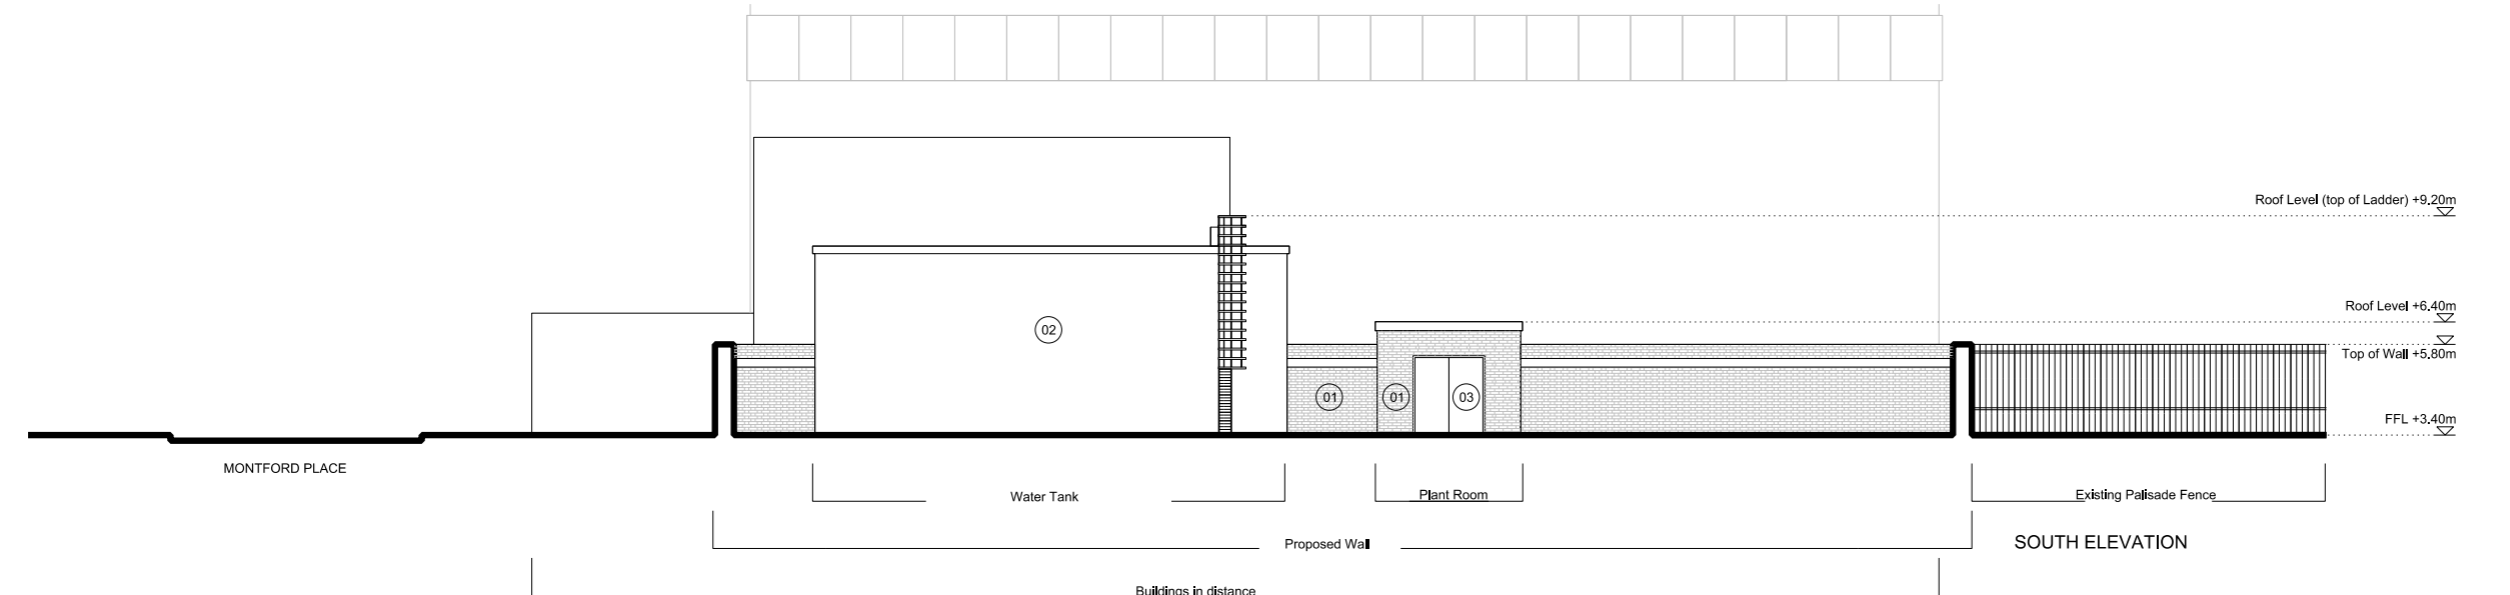 Roof Level (top of Ladder) +9.20m
Roof Level +6.40m
02
Top of Wall +5.80m
01
01
03
FFL +3.40m
MONTFORD PLACE
Water Tank
Plant Room
Existing Palisade Fence
Proposed Wall
SOUTH ELEVATION
Buildings in distance